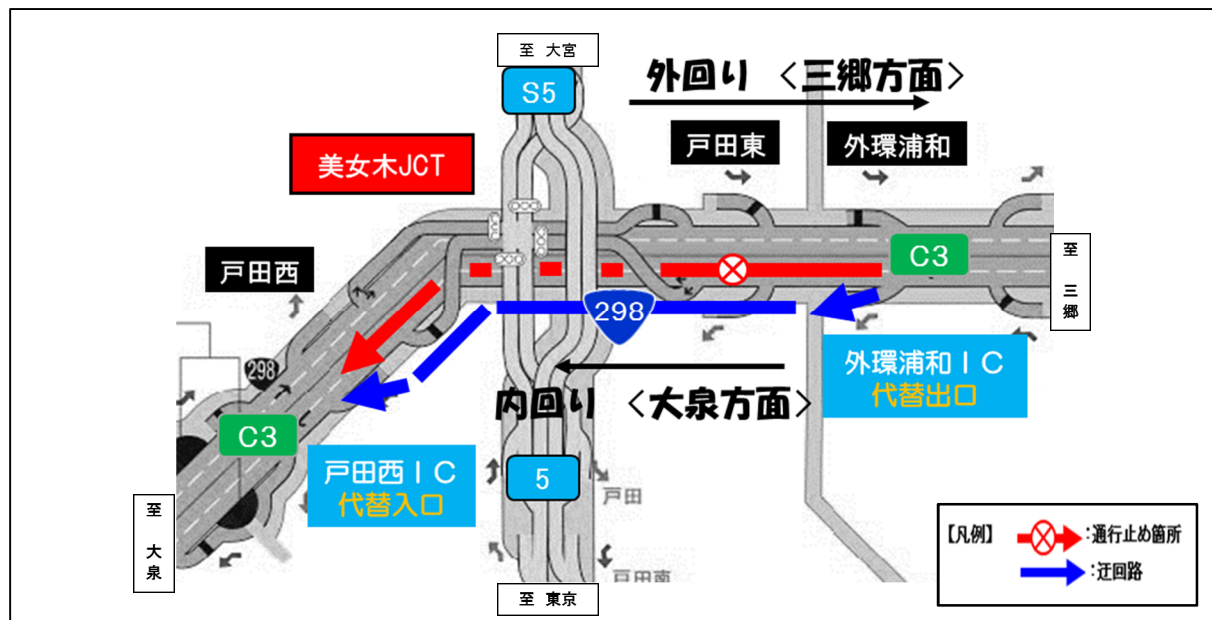 至 大宮
S5
外回り <三郷方面>
美女木JCT
戸田東
外環浦和
戸田西
C3
至 三郷
298
298
外環浦和IC
代替出口
内回り <大泉方面>
C3
戸田西IC
代替入口
5
戸田
至 大泉
戸田南
至 東京
【凡例】
:通行止め箇所
:迂回路